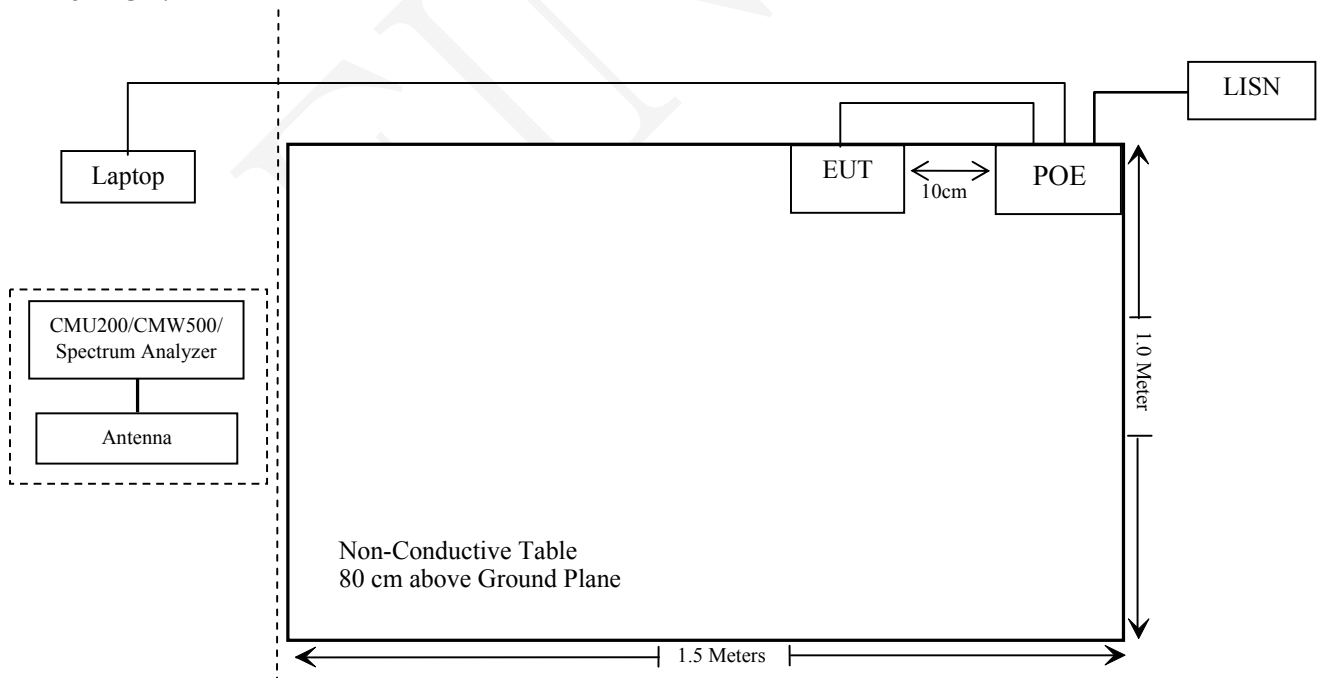 LISN
Laptop
EUT
10cm
POE
CMU200/CMW500/
Spectrum Analyzer
Antenna
1.0 Meter
Non-Conductive Table
80 cm above Ground Plane
1.5 Meters